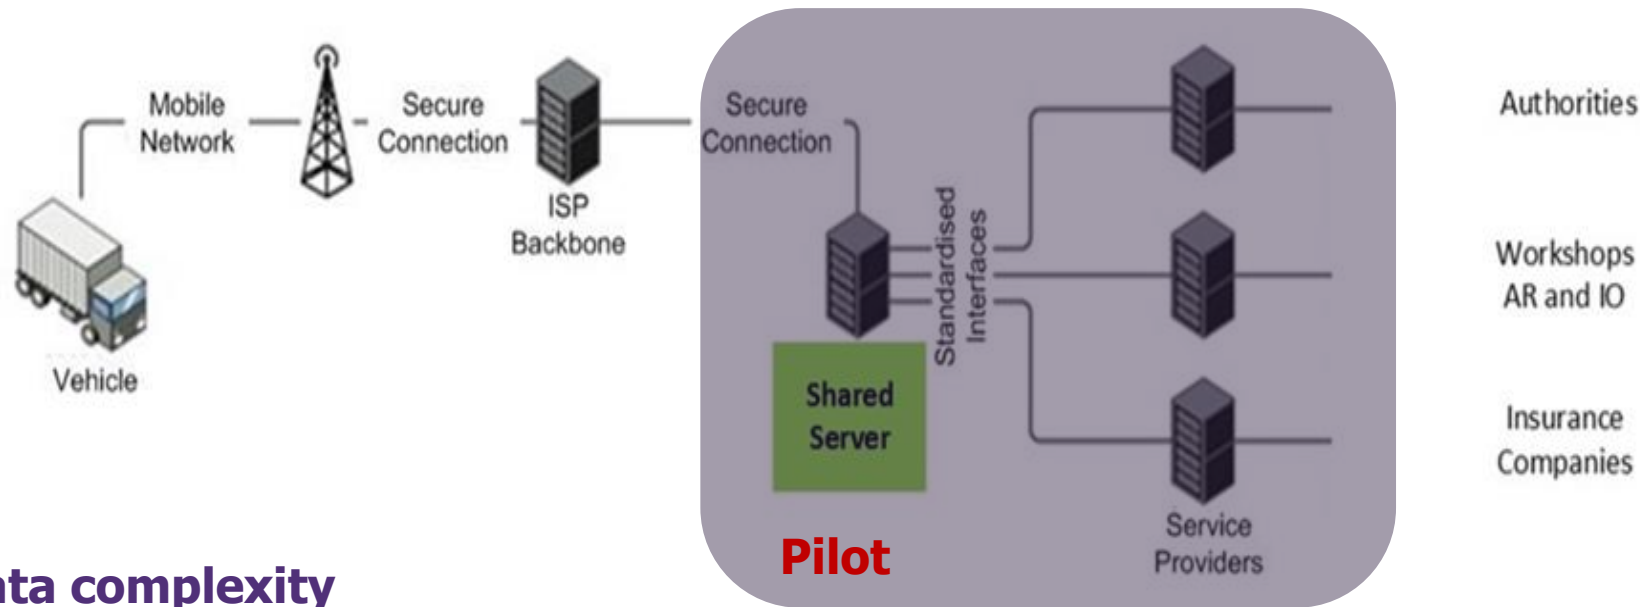 Mobile
Network
Secure
Connection
ISP
Backbone
Vehicle
Secure
Connection
Standardised
Interfaces
Shared
Server
Pilot
Service
Providers
Authorities
Workshops
AR and IO
Insurance
Companies
complexity